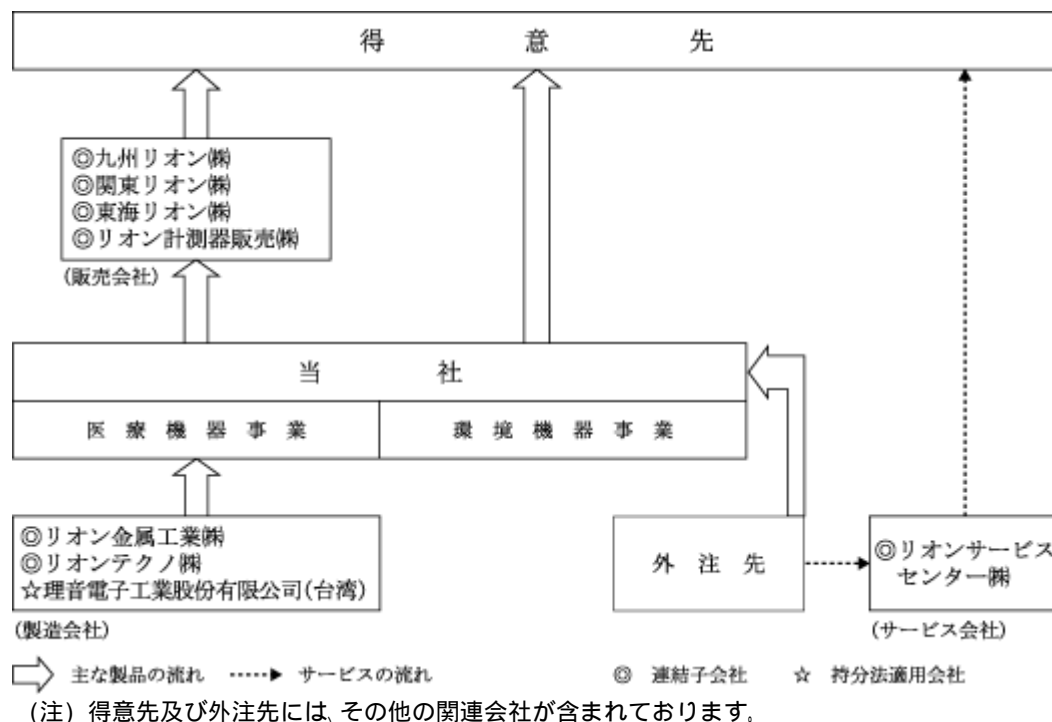 得意先
◎九州リオン㈱
◎関東リオン㈱
◎東海リオン㈱
◎リオン計測器販売㈱
(販売会社)
当社
医療機器事業 環境機器事業
◎リオン金属工業㈱
◎リオンテクノ㈱
☆理音電子工業股份有限公司(台湾)
(製造会社)
外注先
◎リオンサービス
センター㈱
(サービス会社)
主な製品の流れ サービスの流れ ◎ 連結子会社 ☆ 持分法適用会社
(注) 得意先及び外注先には、その他の関連会社が含まれております。